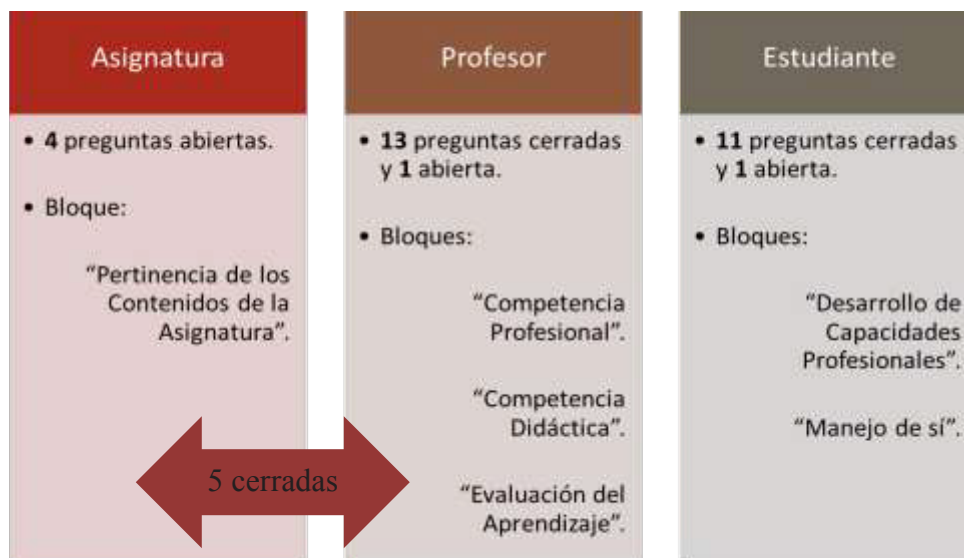 Asignatura
• 4 preguntas abiertas.
• Bloque:
“Pertinencia de los
Contenidos de la
Asignatura”.
Profesor
• 13 preguntas cerradas
y 1 abierta.
• Bloques:
“Competencia
Profesional”.
“Competencia
Didáctica”.
“Evaluación del
Aprendizaje”.
5 cerradas
Estudiante
• 11 preguntas cerradas
y 1 abierta.
• Bloques:
“Desarrollo de
Capacidades
Profesionales”.
“Manejo de sí”.